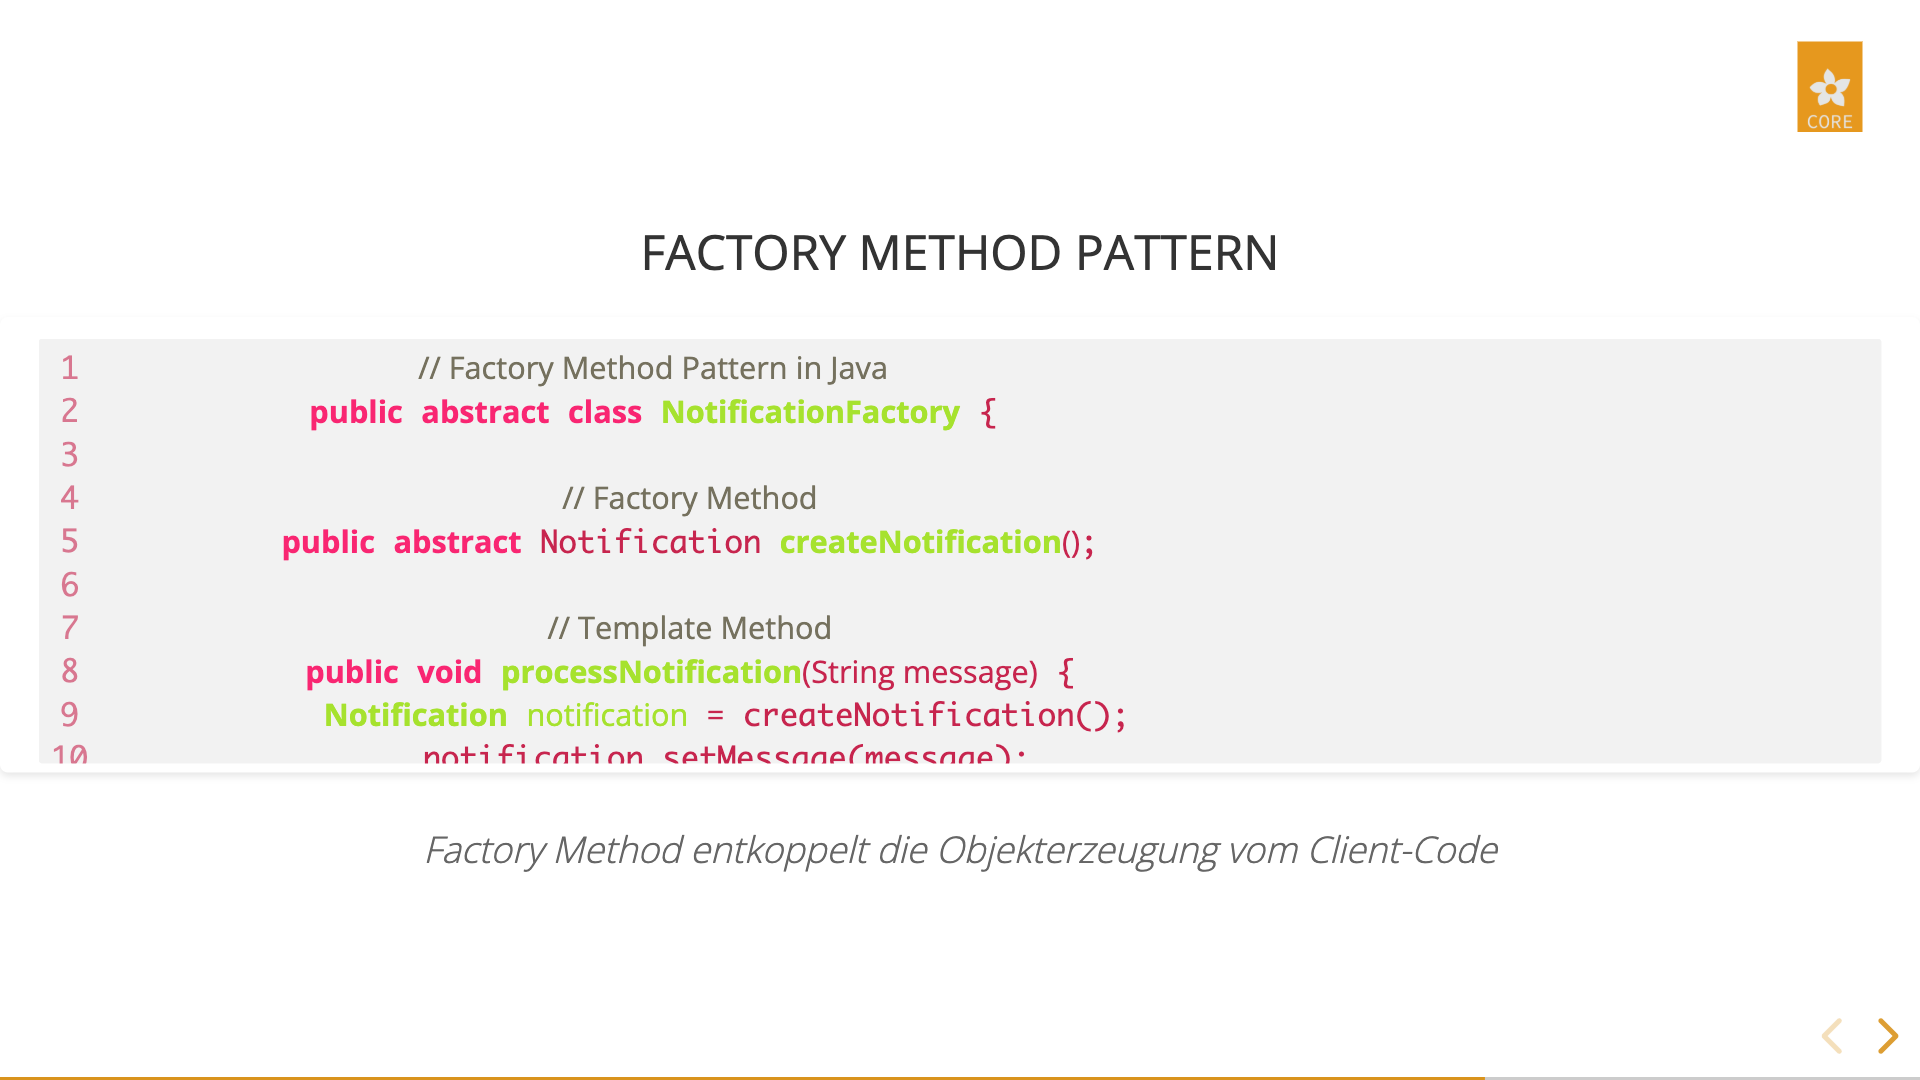 CORE
FACTORY METHOD PATTERN
1 // Factory Method Pattern in Java
2 public abstract class NotificationFactory {
3
4 // Factory Method
5 public abstract Notification createNotification();
6
7 // Template Method
8 public void processNotification(String message) {
9 Notification notification = createNotification();
10 notification.setMessage(message);
Factory Method entkoppelt die Objekterzeugung vom Client-Code